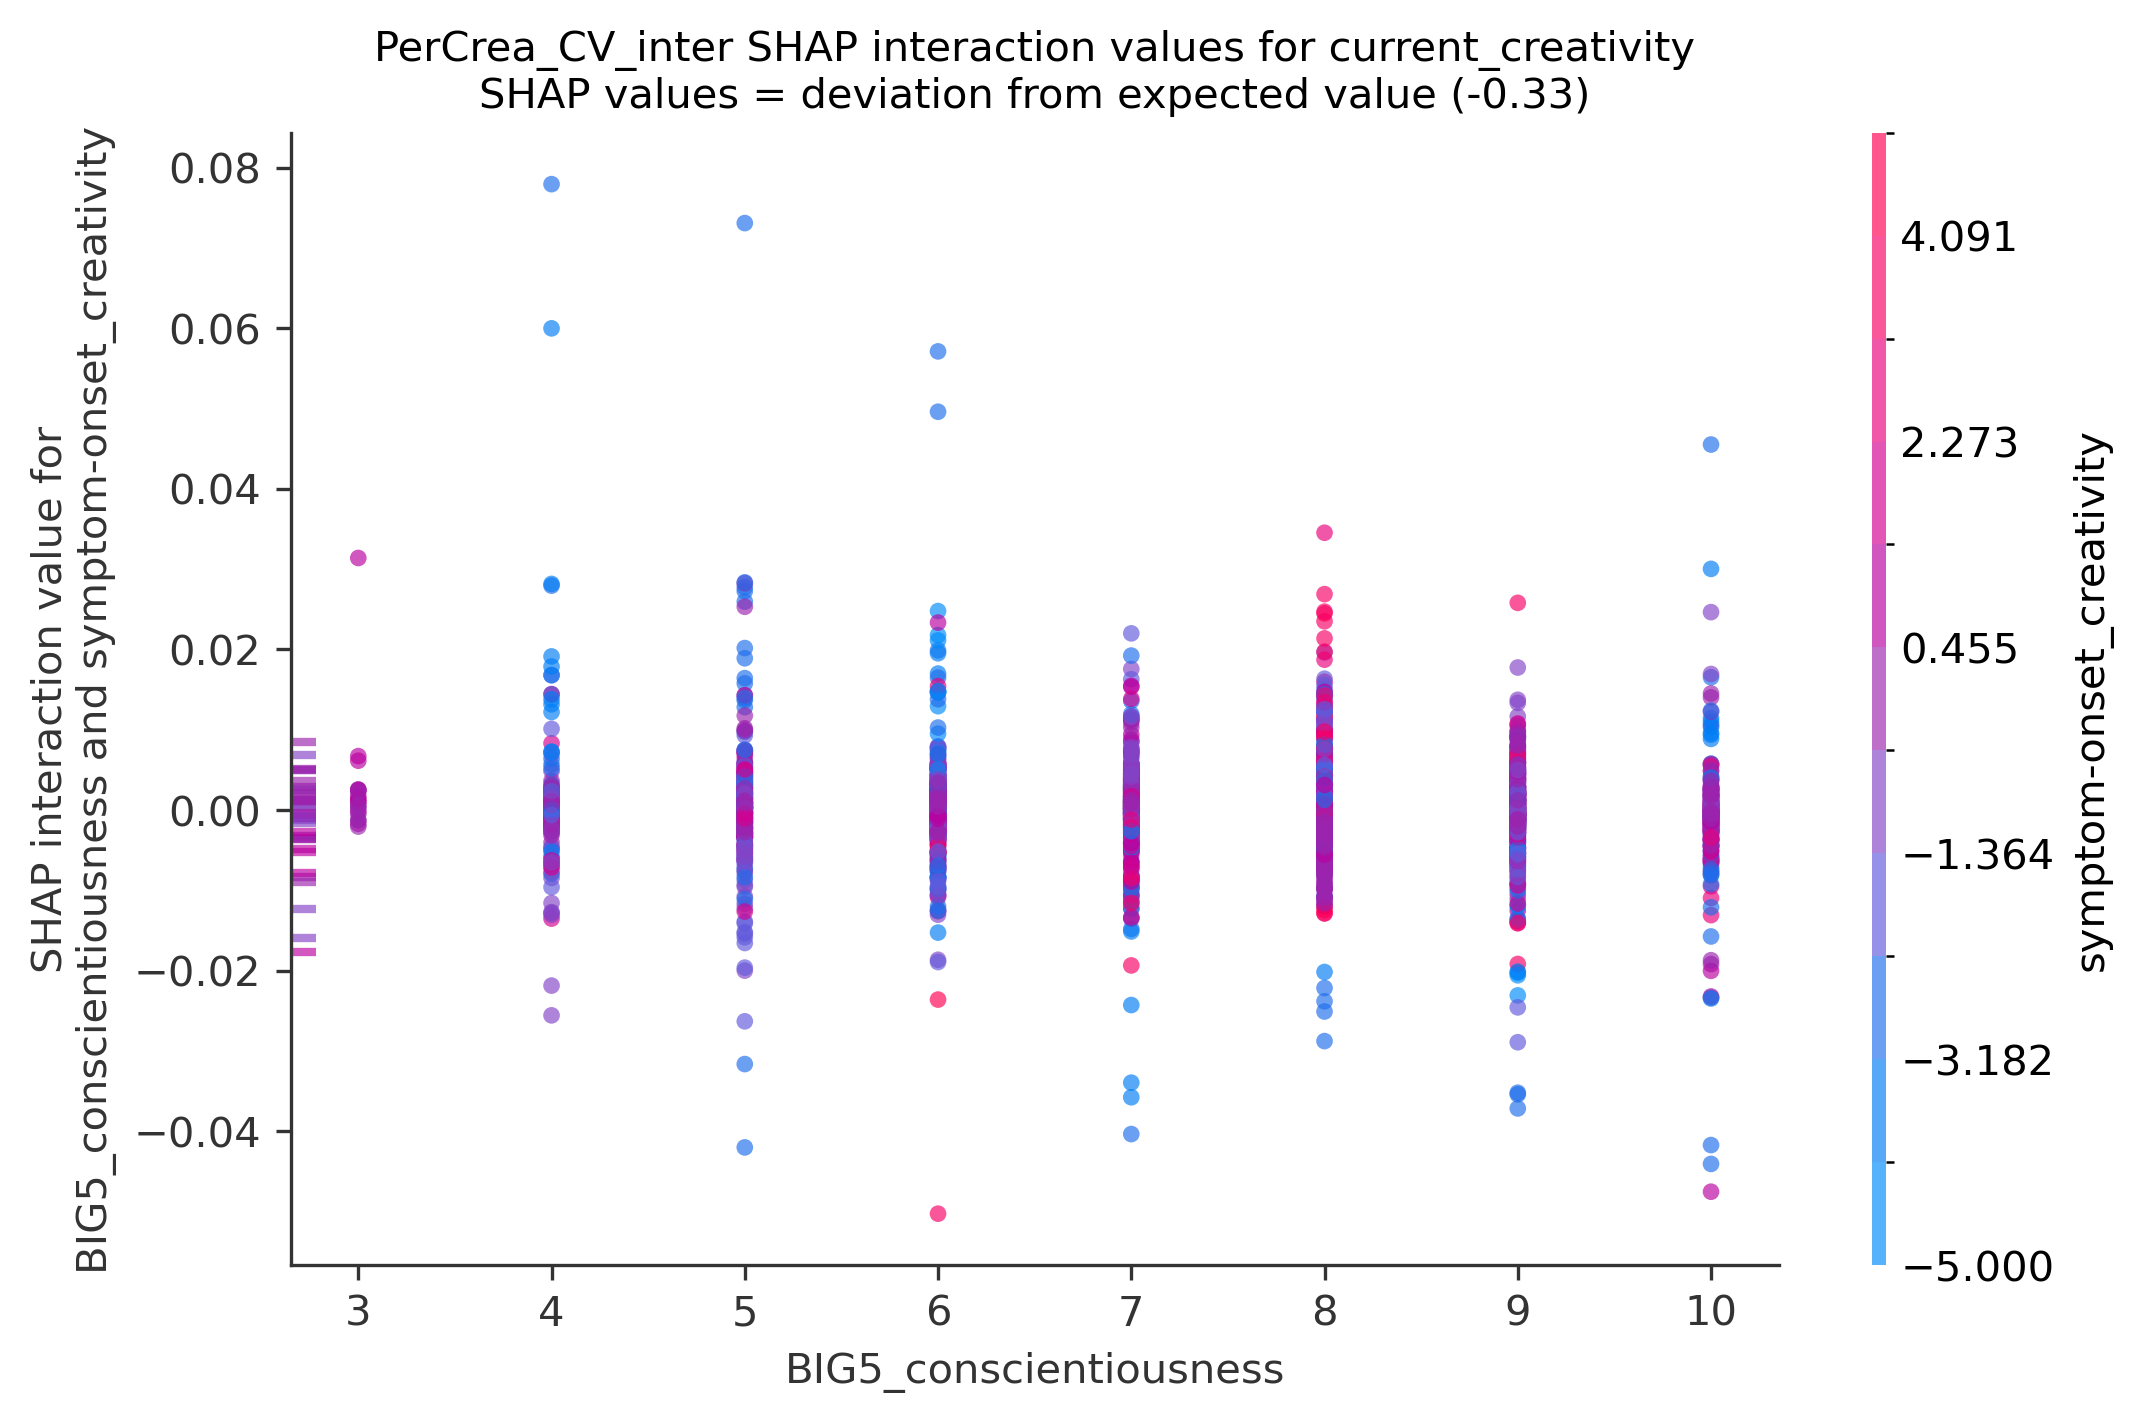 PerCrea_CV_inter SHAP interaction values for current_creativity
SHAP values = deviation from expected value (-0.33)
SHAP interaction value for
BIG5_conscientiousness and symptom-onset_creativity
0.08
0.06
0.04
0.02
0.00
−0.02
−0.04
3 4 5 6 7 8 9 10
BIG5_conscientiousness
4.091
2.273
0.455
−1.364
−3.182
−5.000
symptom-onset_creativity